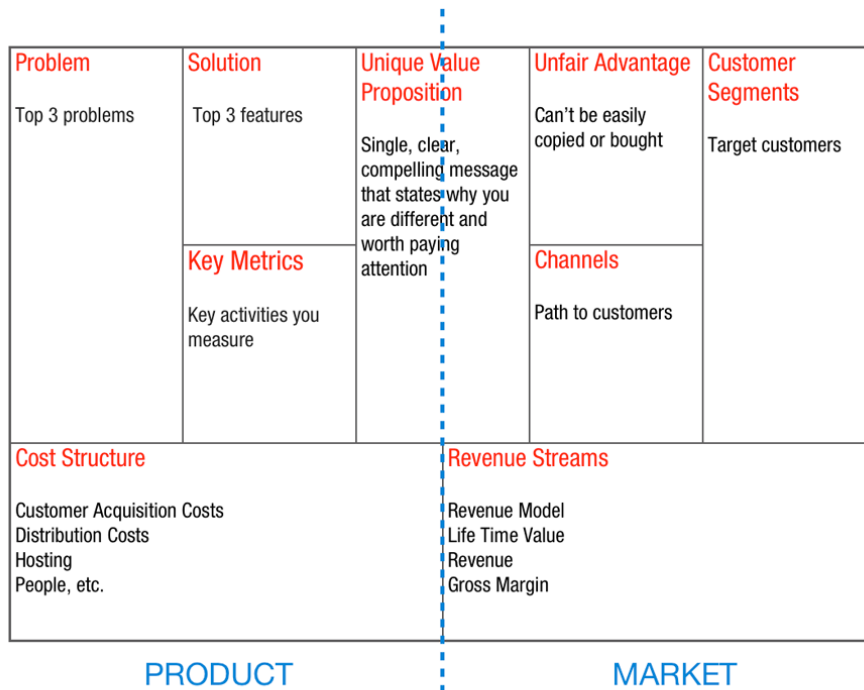 Problem
Top 3 problems
Solution
Top 3 features
Key Metrics
Key activities you
measure
Unique Value
Proposition
Single, clear,
compelling message
that states why you
are different and
worth paying
attention
Unfair Advantage
Can’t be easily
copied or bought
Channels
Path to customers
Customer
Segments
Target customers
Cost Structure
Customer Acquisition Costs
Distribution Costs
Hosting
People, etc.
Revenue Streams
Revenue Model
Life Time Value
Revenue
Gross Margin
PRODUCT
MARKET